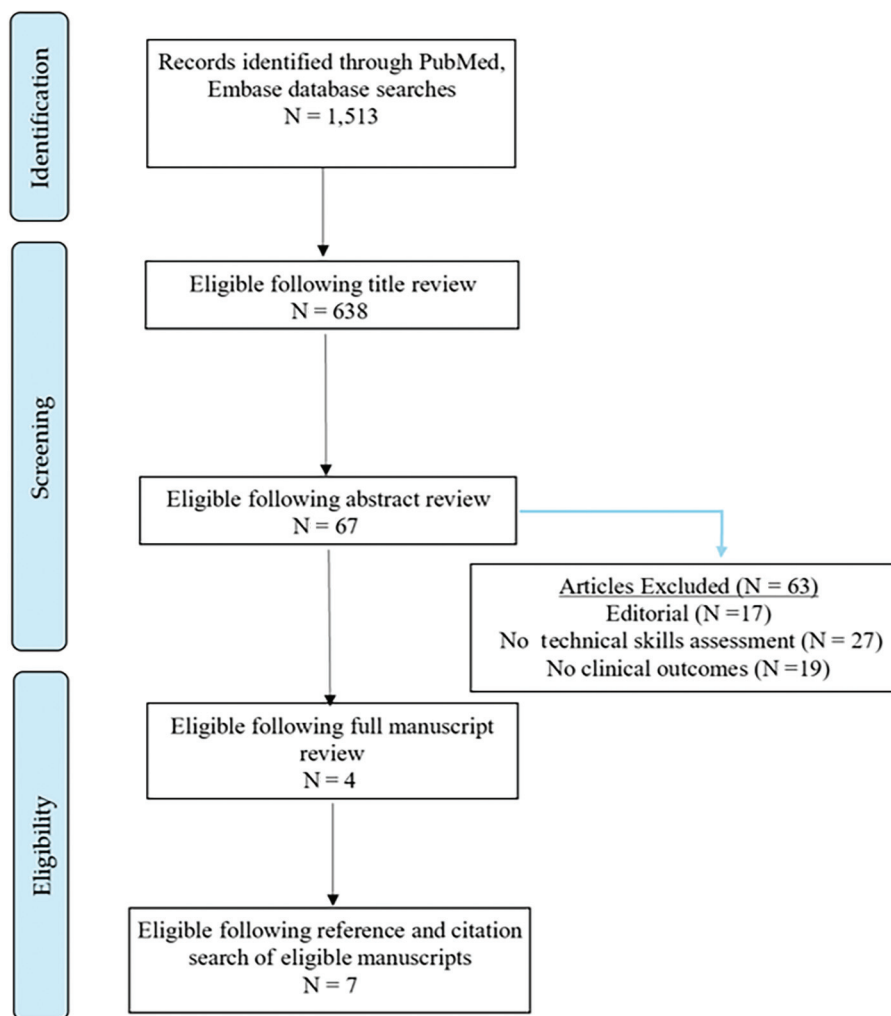 Identification
Records identified through PubMed,
Embase database searches
N = 1,513
Screening
Eligible following title review
N = 638
Eligible following abstract review
N = 67
Articles Excluded (N = 63)
Editorial (N =17)
No technical skills assessment (N = 27)
No clinical outcomes (N =19)
Eligibility
Eligible following full manuscript
review
N = 4
Eligible following reference and citation
search of eligible manuscripts
N = 7